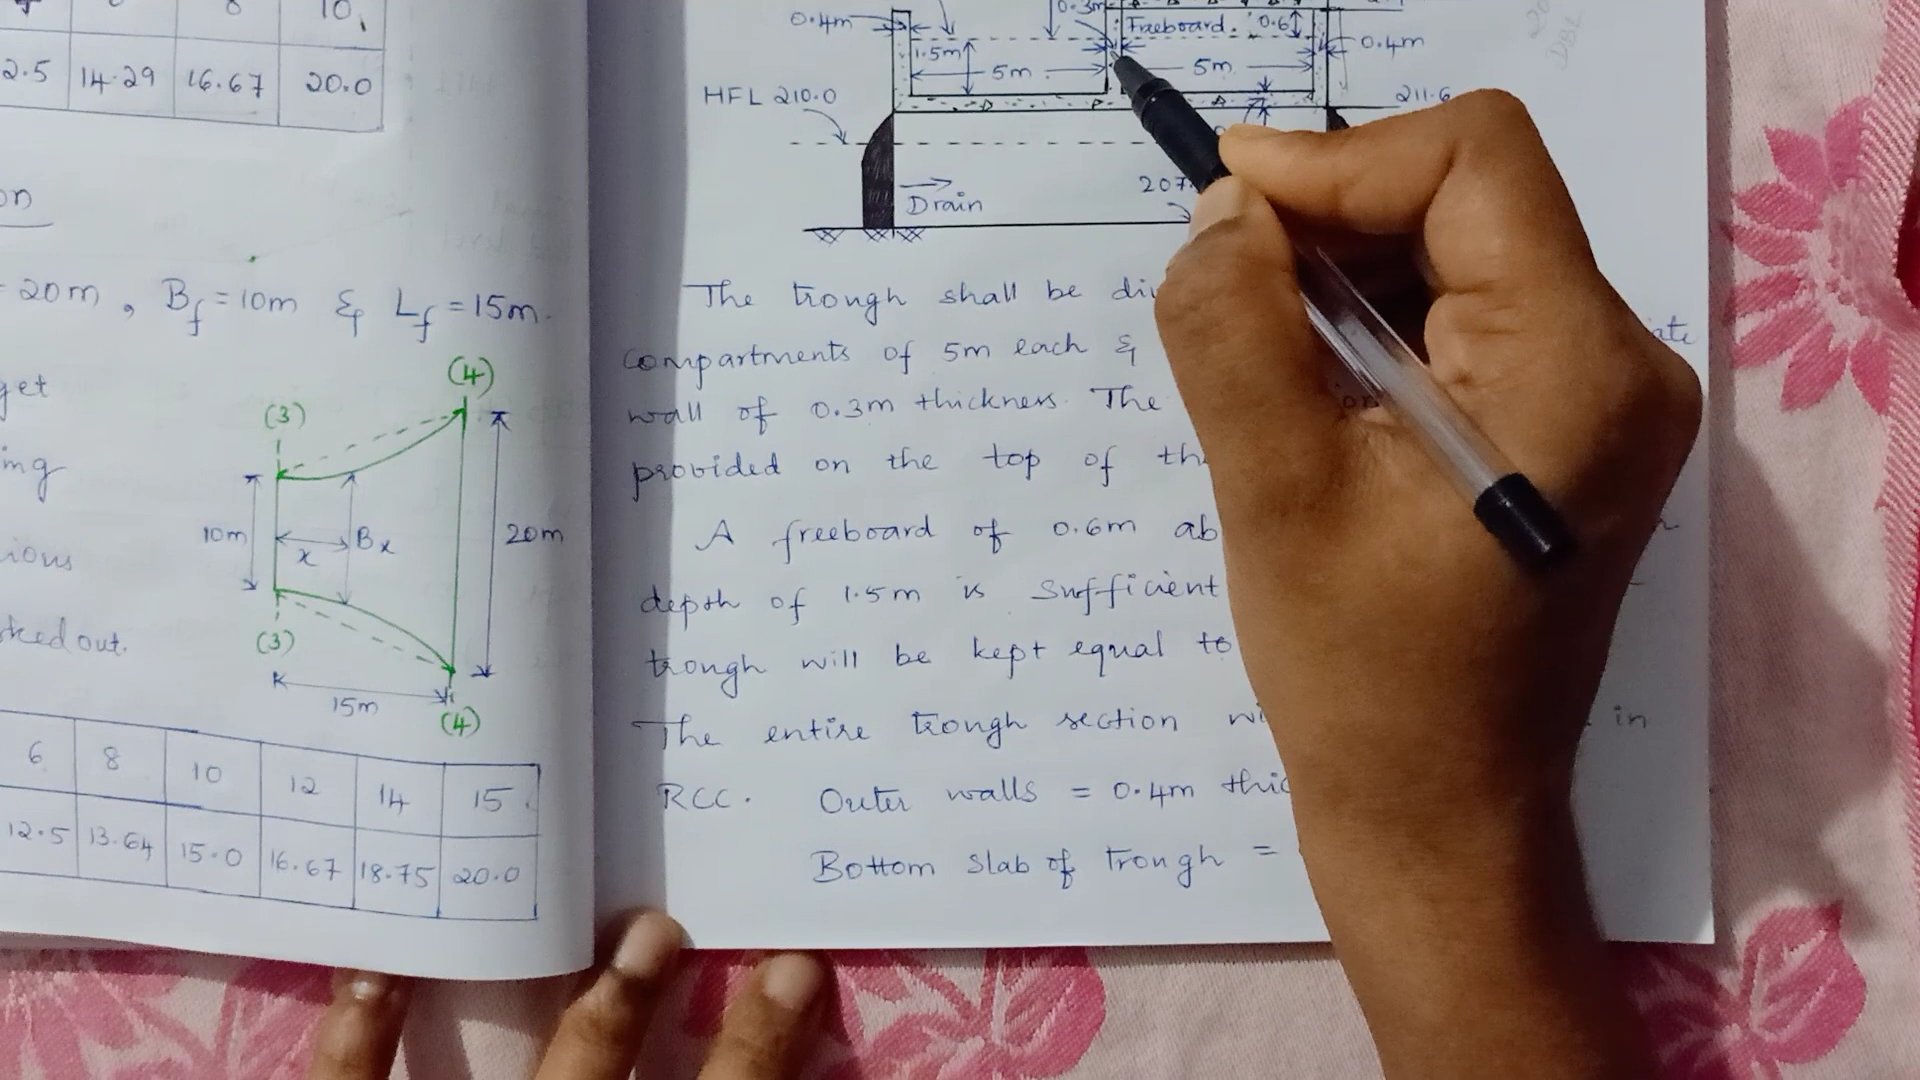 8 10
2.5 14.29 16.67 20.0
on
= 20m, Bf = 10m & Lf = 15m.
get
ing
ious
ked out.
(4)
(3)
10m
x
Bx
20m
(3)
15m
(4)
6 8 10 12 14 15
12.5 13.64 15.0 16.67 18.75 20.0
0.3m
0.4m
Freeboard. 0.6
0.4m
1.5m
5m
5m
HFL 210.0
211.6
207.
Drain
The trough shall be di
compartments of 5m each &
wall of 0.3m thickness. The
provided on the top of th
A freeboard of 0.6m ab
depth of 1.5m is sufficient
trough will be kept equal to
The entire trough section wi in
RCC. Outer walls = 0.4m thic
Bottom slab of trough =